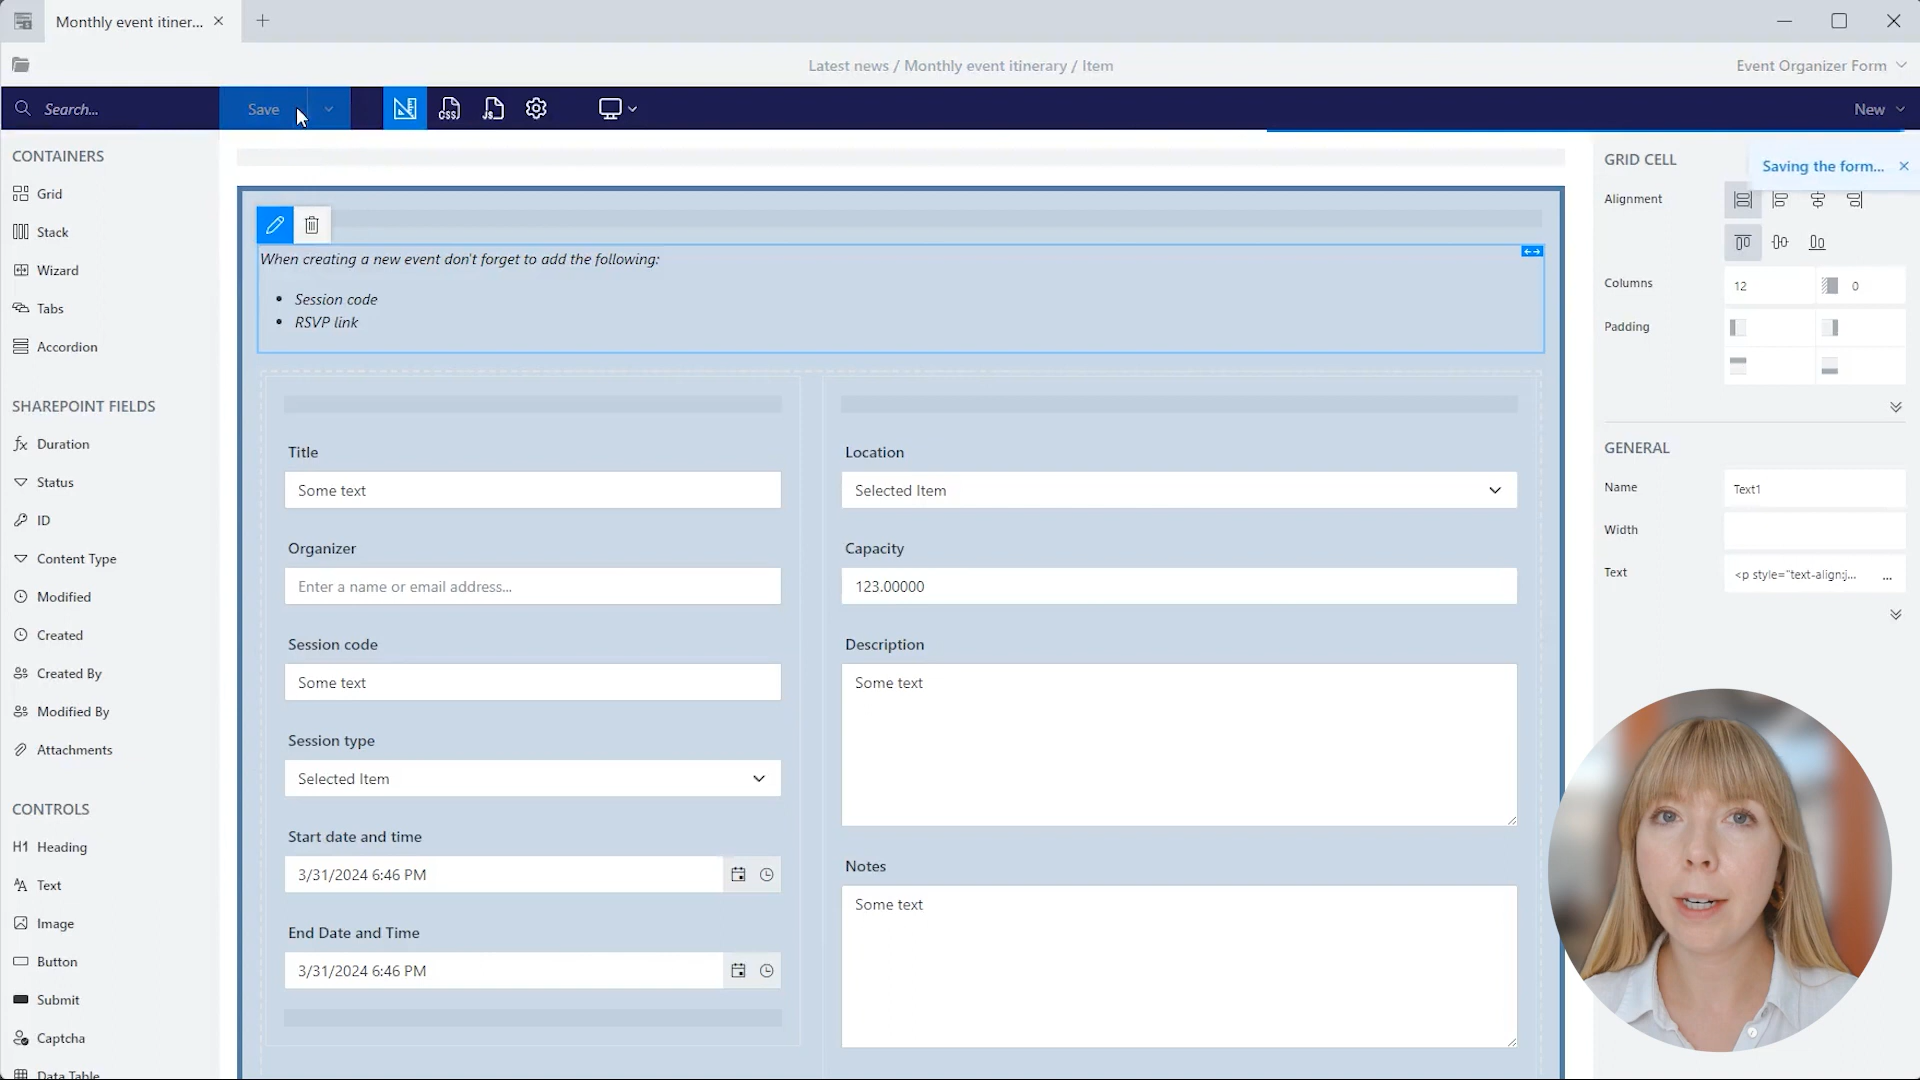 Monthly event itiner...
Latest news / Monthly event itinerary / Item
Event Organizer Form
Search...
Save
CSS
JS
New
CONTAINERS
Grid
Stack
Wizard
Tabs
Accordion
SHAREPOINT FIELDS
fx Duration
Status
ID
Content Type
Modified
Created
Created By
Modified By
Attachments
CONTROLS
H1 Heading
Text
Image
Button
Submit
Captcha
Data Table
When creating a new event don't forget to add the following:
• Session code
• RSVP link
Title
Some text
Organizer
Enter a name or email address...
Session code
Some text
Session type
Selected Item
Start date and time
3/31/2024 6:46 PM
End Date and Time
3/31/2024 6:46 PM
Location
Selected Item
Capacity
123.00000
Description
Some text
Notes
Some text
GRID CELL
Saving the form...
Alignment
Columns
12
0
Padding
GENERAL
Name
Text1
Width
Text
<p style="text-align:j...
...